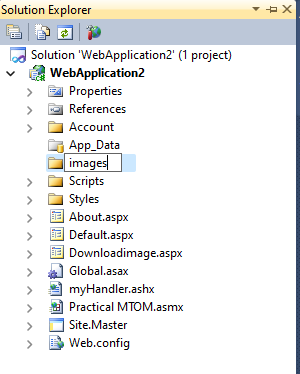 Solution Explorer
Solution 'WebApplication2' (1 project)
WebApplication2
Properties
References
Account
App_Data
images
Scripts
Styles
About.aspx
Default.aspx
Downloadimage.aspx
Global.asax
myHandler.ashx
Practical MTOM.asmx
Site.Master
Web.config